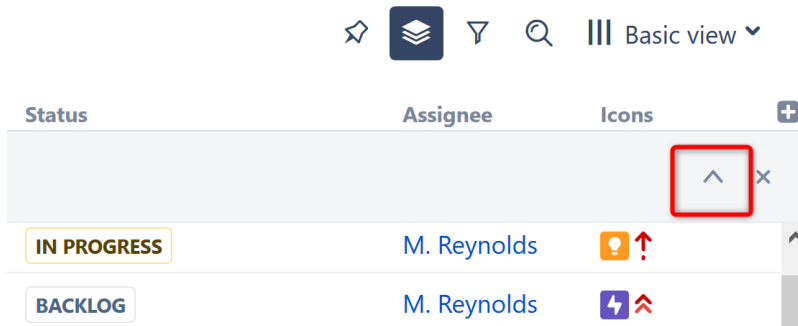 Basic view
Status Assignee Icons
IN PROGRESS M. Reynolds
BACKLOG M. Reynolds